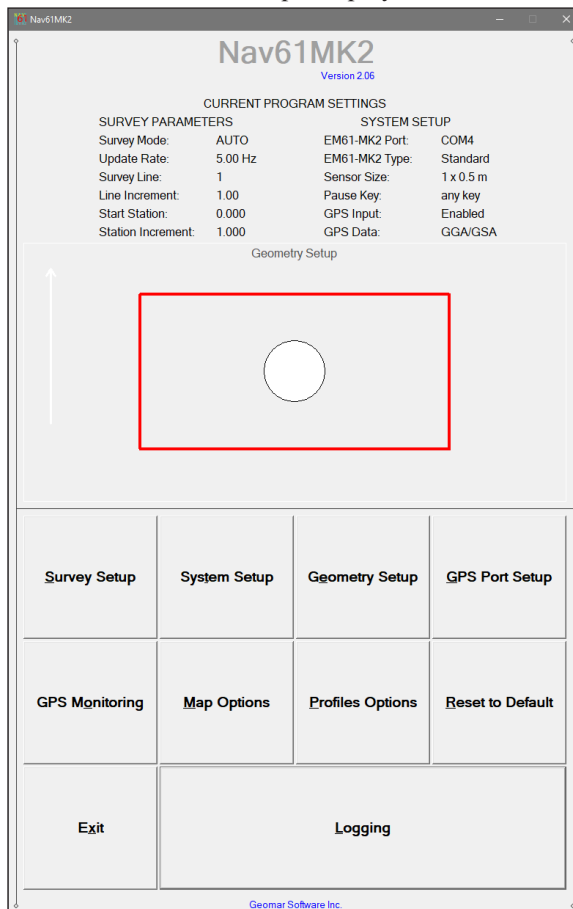 Nav61MK2
Nav61MK2
Version 2.06
CURRENT PROGRAM SETTINGS
SURVEY PARAMETERS
Survey Mode: AUTO
Update Rate: 5.00 Hz
Survey Line: 1
Line Increment: 1.00
Start Station: 0.000
Station Increment: 1.000
SYSTEM SETUP
EM61-MK2 Port: COM4
EM61-MK2 Type: Standard
Sensor Size: 1 x 0.5 m
Pause Key: any key
GPS Input: Enabled
GPS Data: GGA/GSA
Geometry Setup
Survey Setup
System Setup
Geometry Setup
GPS Port Setup
GPS Monitoring
Map Options
Profiles Options
Reset to Default
Exit
Logging
Geomar Software Inc.